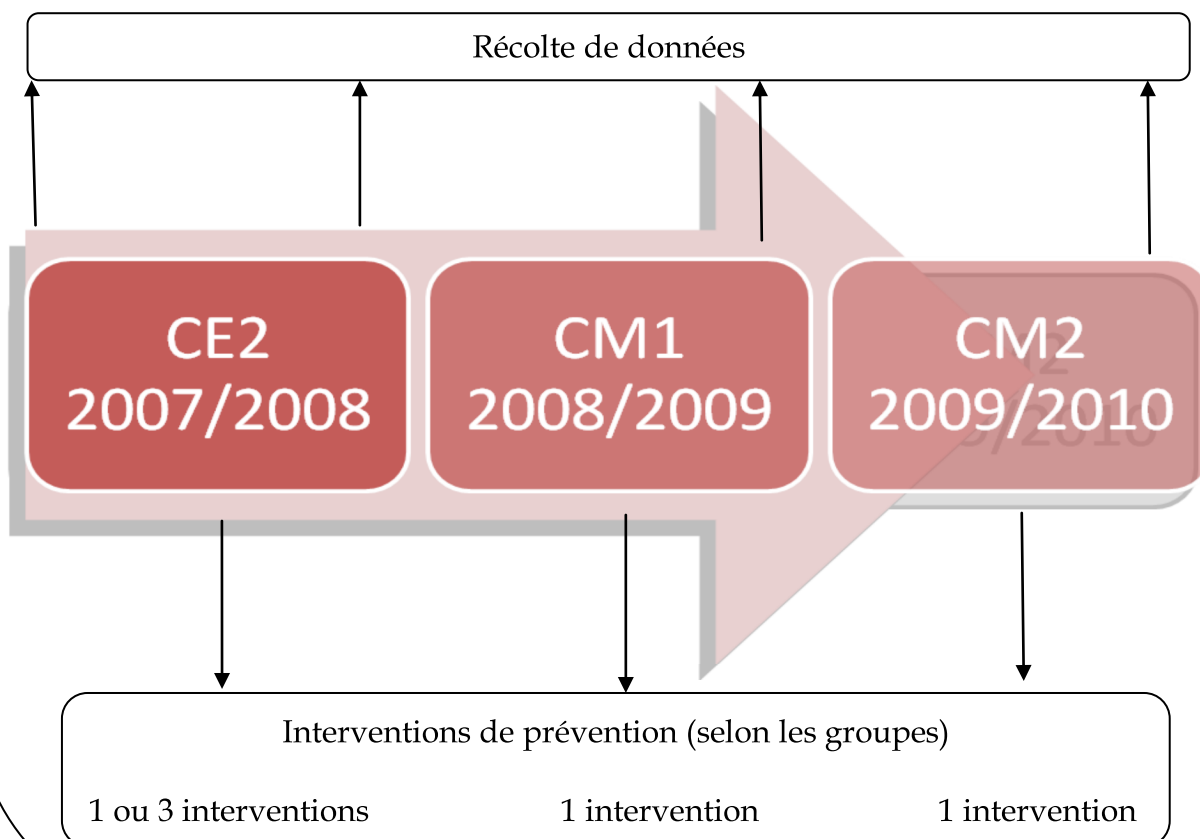 Récolte de données
CE2
2007/2008
CM1
2008/2009
CM2
2009/2010
Interventions de prévention (selon les groupes)
1 ou 3 interventions
1 intervention
1 intervention